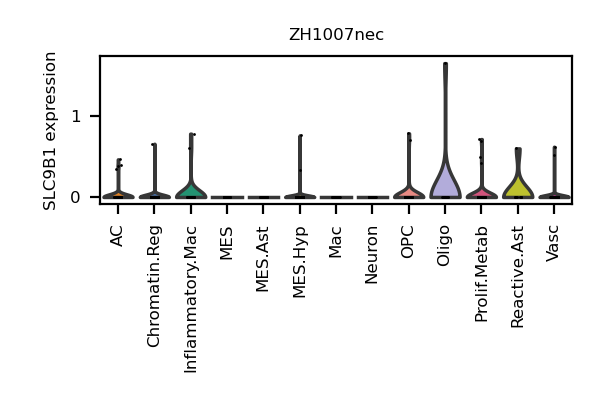 ZH1007nec
SLC9B1 expression
1
0
AC
Chromatin.Reg
Inflammatory.Mac
MES
MES.Ast
MES.Hyp
Mac
Neuron
OPC
Oligo
Prolif.Metab
Reactive.Ast
Vasc